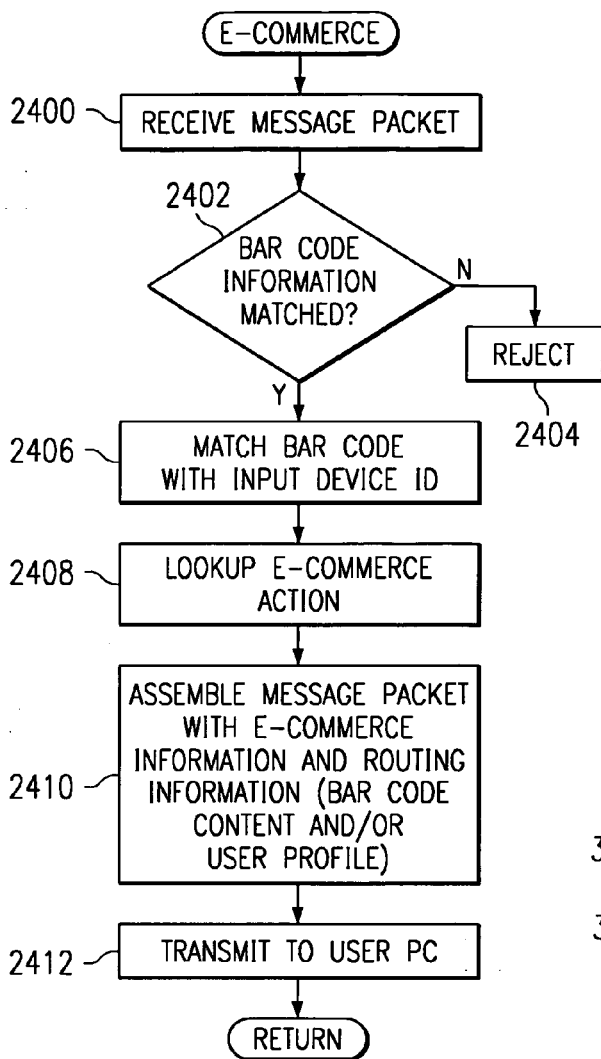 E-COMMERCE
2400
RECEIVE MESSAGE PACKET
2402
BAR CODE
INFORMATION
MATCHED?
N
REJECT
2404
Y
2406
MATCH BAR CODE
WITH INPUT DEVICE ID
2408
LOOKUP E-COMMERCE
ACTION
2410
ASSEMBLE MESSAGE PACKET
WITH E-COMMERCE
INFORMATION AND ROUTING
INFORMATION (BAR CODE
CONTENT AND/OR
USER PROFILE)
3
3
2412
TRANSMIT TO USER PC
RETURN